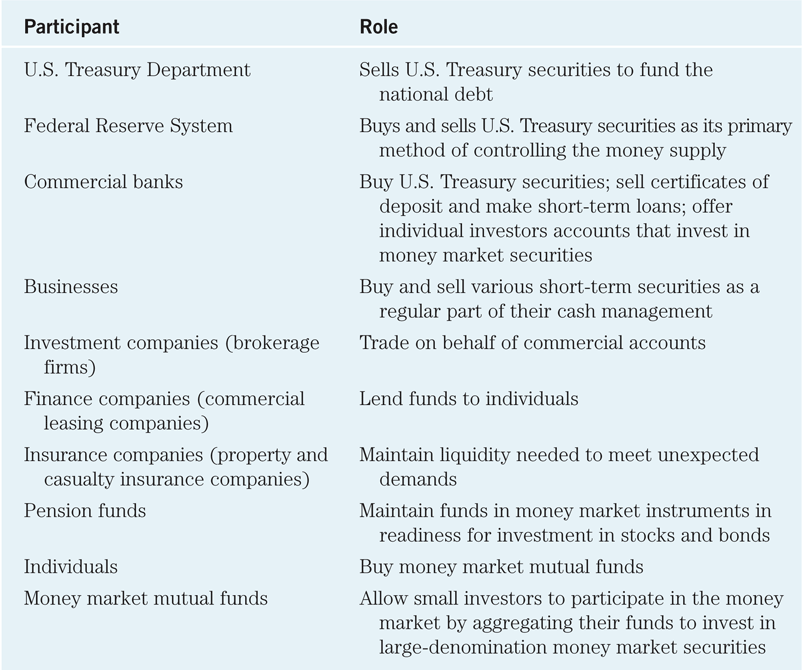 Participant Role
U.S. Treasury Department Sells U.S. Treasury securities to fund the
national debt
Federal Reserve System Buys and sells U.S. Treasury securities as its primary
method of controlling the money supply
Commercial banks Buy U.S. Treasury securities; sell certificates of
deposit and make short-term loans; offer
individual investors accounts that invest in
money market securities
Businesses Buy and sell various short-term securities as a
regular part of their cash management
Investment companies (brokerage Trade on behalf of commercial accounts
firms)
Finance companies (commercial Lend funds to individuals
leasing companies)
Insurance companies (property and Maintain liquidity needed to meet unexpected
casualty insurance companies) demands
Pension funds Maintain funds in money market instruments in
readiness for investment in stocks and bonds
Individuals Buy money market mutual funds
Money market mutual funds Allow small investors to participate in the money
market by aggregating their funds to invest in
large-denomination money market securities